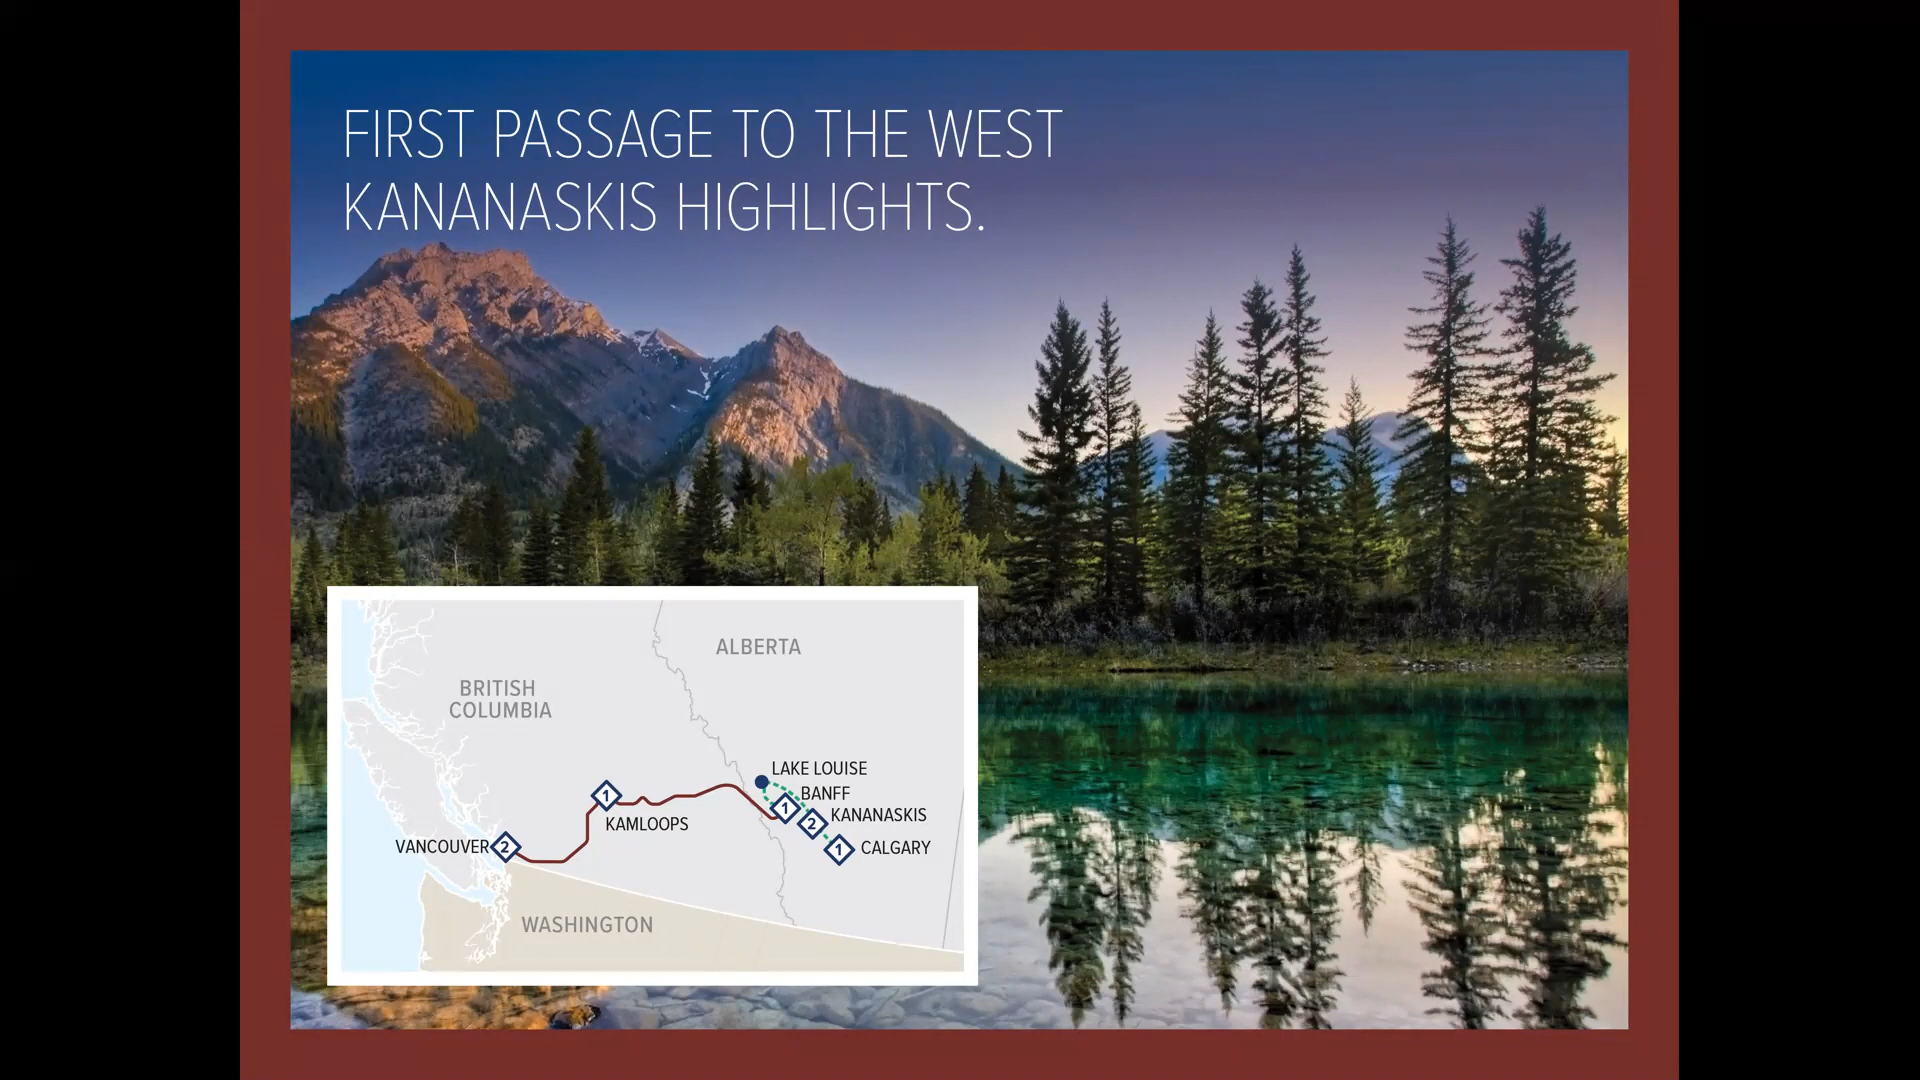 FIRST PASSAGE TO THE WEST
KANANASKIS HIGHLIGHTS.
ALBERTA
BRITISH
COLUMBIA
LAKE LOUISE
1
BANFF
1
2
KANANASKIS
KAMLOOPS
VANCOUVER
2
1
CALGARY
WASHINGTON